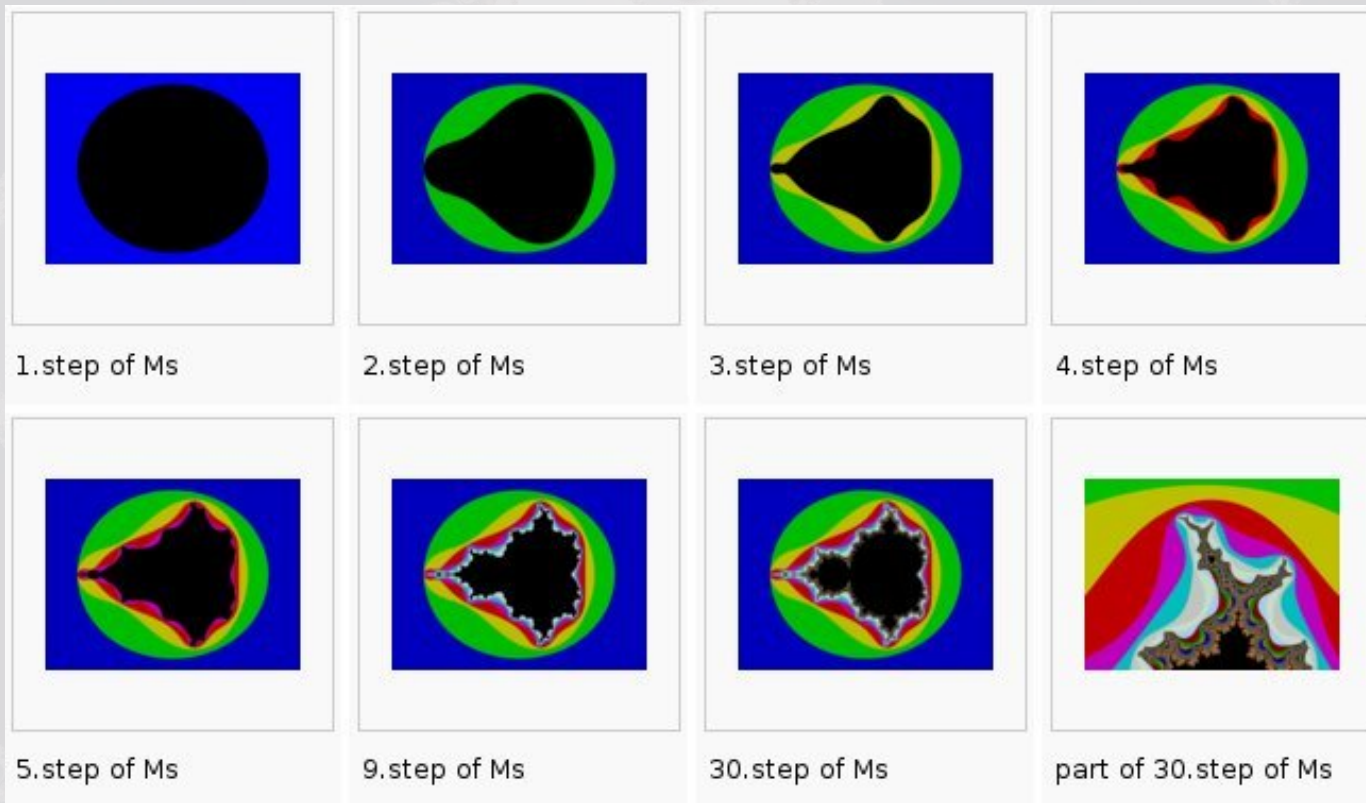 1.step of Ms
2.step of Ms
3.step of Ms
4.step of Ms
5.step of Ms
9.step of Ms
30.step of Ms
part of 30.step of Ms